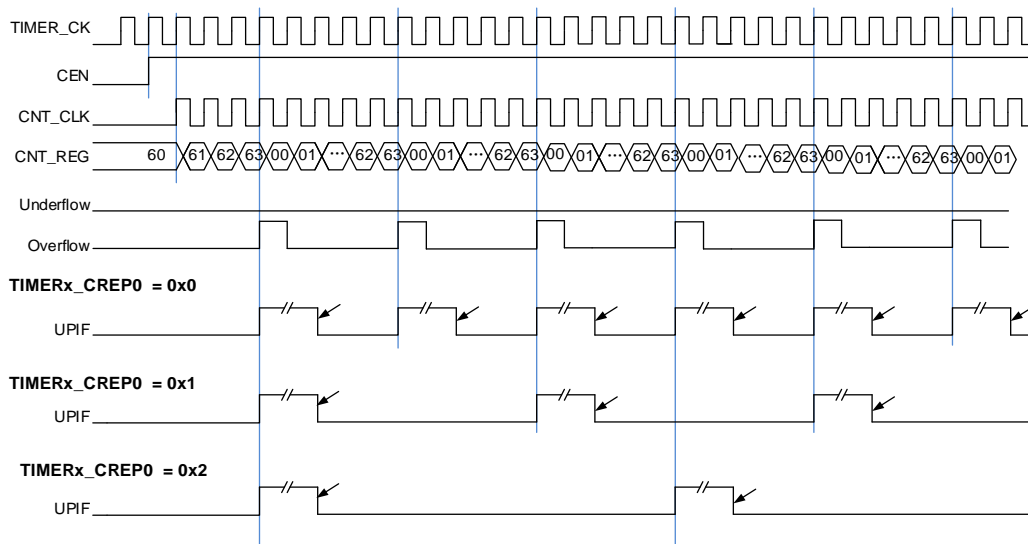 TIMER_CK
CEN
CNT_CLK
CNT_REG 60 61 62 63 00 01 ... 62 63 00 01 ... 62 63 00 01 ... 62 63 00 01 ... 62 63 00 01 ... 62 63 00 01
Underflow
Overflow
TIMERx_CREP0 = 0x0
UPIF
TIMERx_CREP0 = 0x1
UPIF
TIMERx_CREP0 = 0x2
UPIF